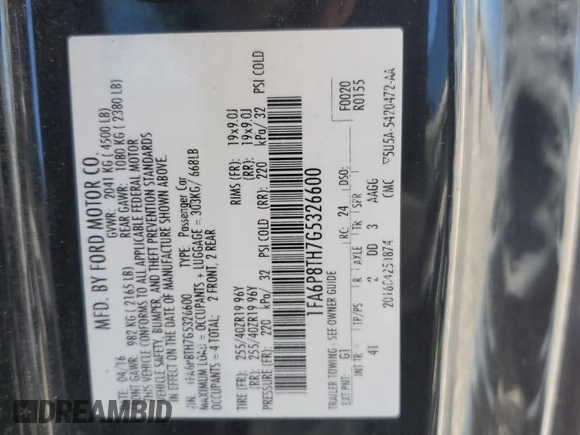 MFD. BY FORD MOTOR CO.
DATE: 04/16
GVWR: 2041 KG ( 4500 LB)
FRONT GAWR: 982 KG ( 2165 LB)
REAR GAWR: 1080 KG ( 2380 LB)
THIS VEHICLE CONFORMS TO ALL APPLICABLE FEDERAL MOTOR
VEHICLE SAFETY, BUMPER, AND THEFT PREVENTION STANDARDS
IN EFFECT ON THE DATE OF MANUFACTURE SHOWN ABOVE.
VIN: 1FA6P8TH7G5326600
TYPE: Passenger Car
MAXIMUM LOAD = OCCUPANTS + LUGGAGE = 303KG/ 668LB
OCCUPANTS = 4 TOTAL; 2 FRONT, 2 REAR
TIRE (FR): 255/40ZR19 96Y RIMS (FR): 19x9.0J
(RR): 255/40ZR19 96Y (RR): 19x9.0J
PRESSURE (FR): 220 kPa/ 32 PSI COLD (RR): 220 kPa/ 32 PSI COLD
1FA6P8TH7G5326600
F0020
R0155
TRAILER TOWING - SEE OWNER GUIDE
EXT PNT: G1 RC: 24 DSO:
INT TR TP/PS R AXLE TR SPR
41 2 DD 3 AAGG
20160425 CMC
5U5A-5420472-AA
DREAMBID